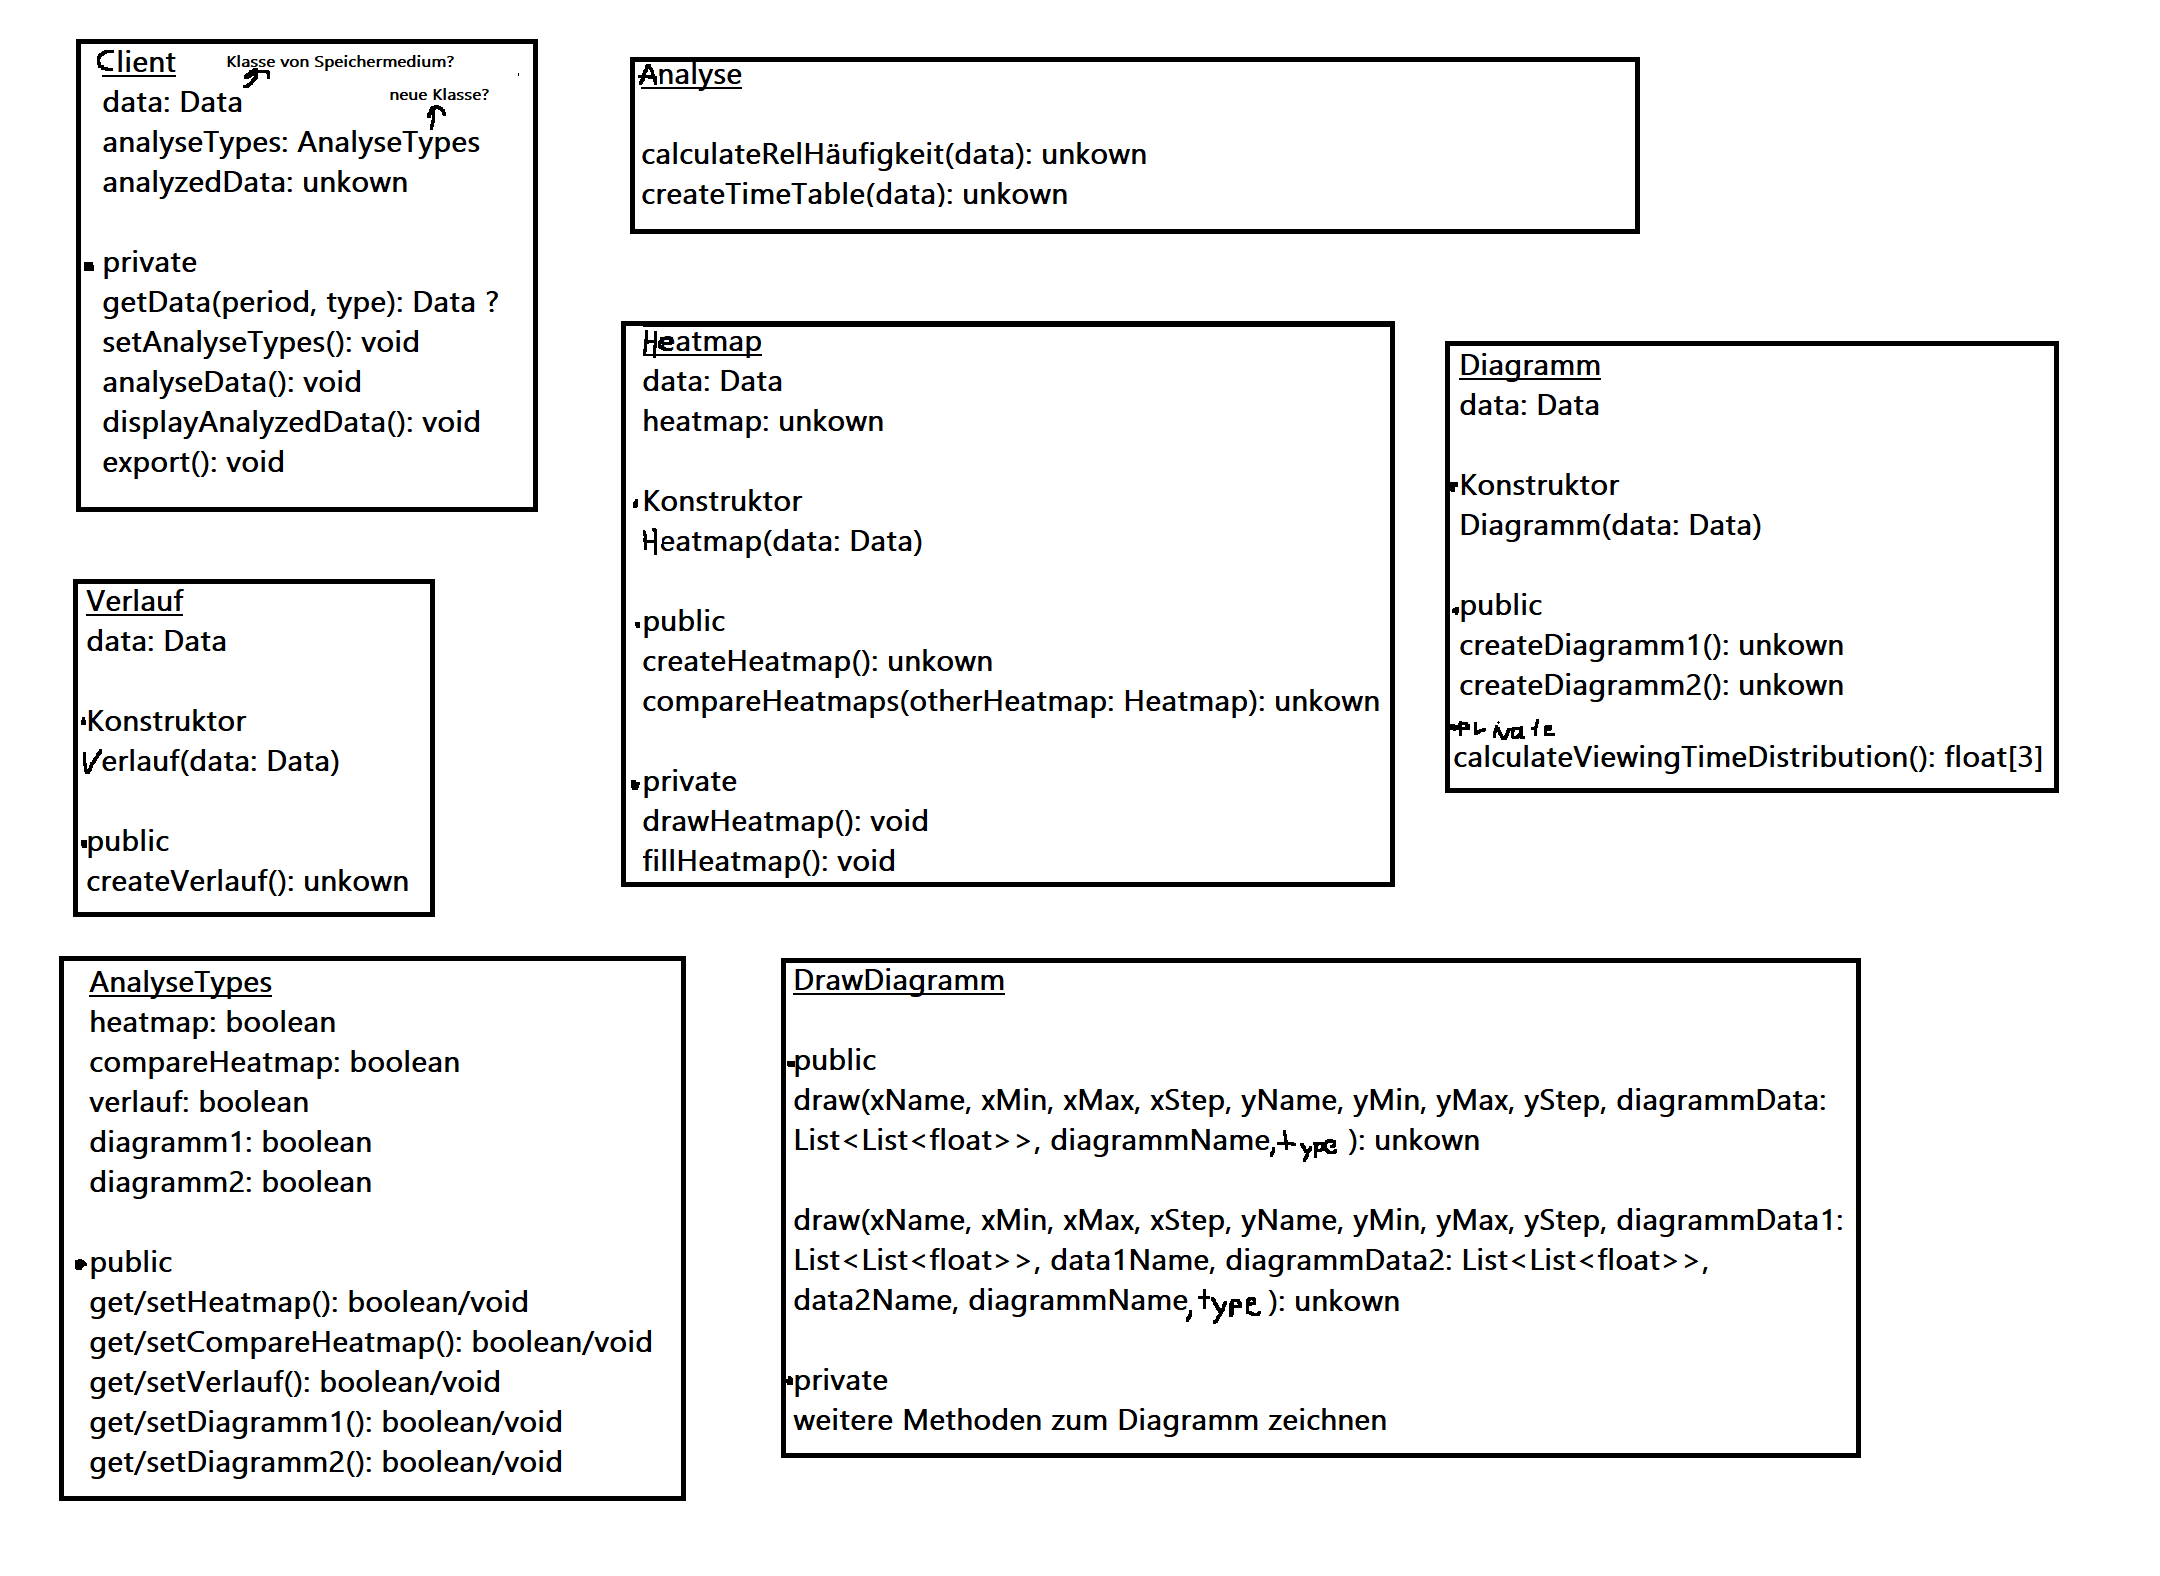 Client
Klasse von Speichermedium?
data: Data
neue Klasse?
analyseTypes: AnalyseTypes
analyzedData: unkown
private
getData(period, type): Data ?
setAnalyseTypes(): void
analyseData(): void
displayAnalyzedData(): void
export(): void
Analyse
calculateRelHäufigkeit(data): unkown
createTimeTable(data): unkown
Heatmap
data: Data
heatmap: unkown
Konstruktor
Heatmap(data: Data)
public
createHeatmap(): unkown
compareHeatmaps(otherHeatmap: Heatmap): unkown
private
drawHeatmap(): void
fillHeatmap(): void
Diagramm
data: Data
Konstruktor
Diagramm(data: Data)
public
createDiagramm1(): unkown
createDiagramm2(): unkown
private
calculateViewingTimeDistribution(): float[3]
Verlauf
data: Data
Konstruktor
Verlauf(data: Data)
public
createVerlauf(): unkown
AnalyseTypes
heatmap: boolean
compareHeatmap: boolean
verlauf: boolean
diagramm1: boolean
diagramm2: boolean
public
get/setHeatmap(): boolean/void
get/setCompareHeatmap(): boolean/void
get/setVerlauf(): boolean/void
get/setDiagramm1(): boolean/void
get/setDiagramm2(): boolean/void
DrawDiagramm
public
draw(xName, xMin, xMax, xStep, yName, yMin, yMax, yStep, diagrammData:
List<List<float>>, diagrammName, type ): unkown
draw(xName, xMin, xMax, xStep, yName, yMin, yMax, yStep, diagrammData1:
List<List<float>>, data1Name, diagrammData2: List<List<float>>,
data2Name, diagrammName, type ): unkown
private
weitere Methoden zum Diagramm zeichnen